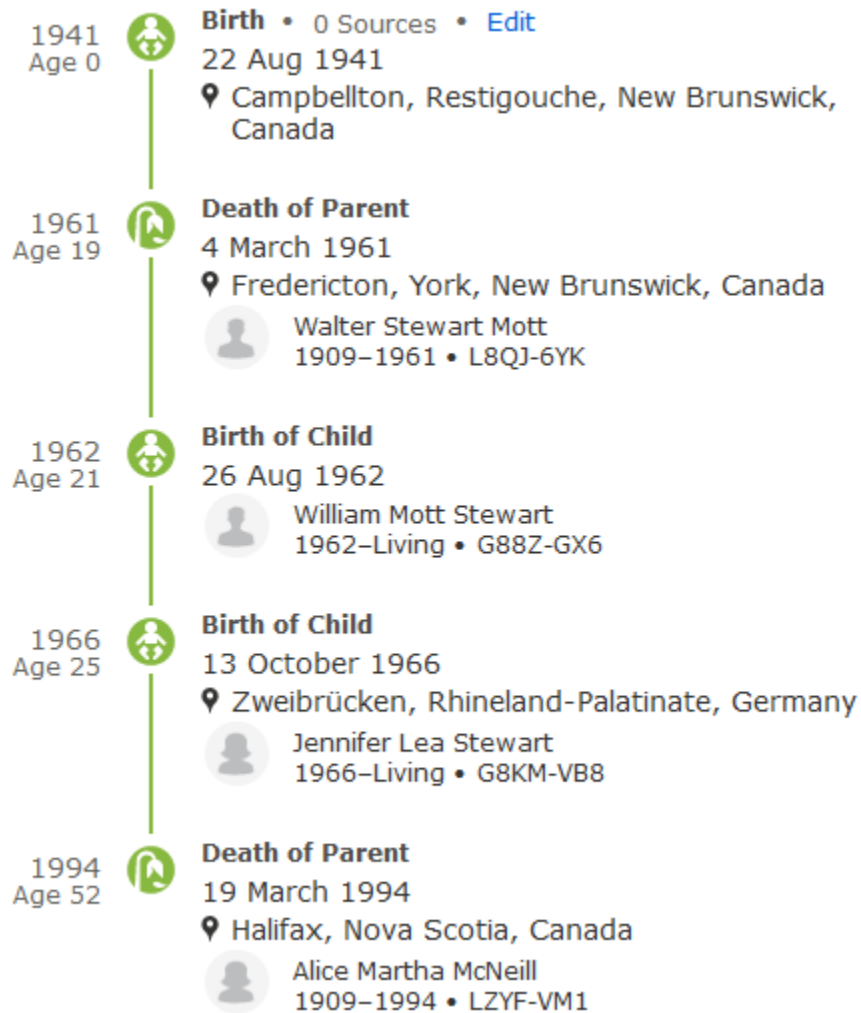 1941
Age 0
Birth • 0 Sources • Edit
22 Aug 1941
Campbellton, Restigouche, New Brunswick,
Canada
1961
Age 19
Death of Parent
4 March 1961
Fredericton, York, New Brunswick, Canada
Walter Stewart Mott
1909–1961 • L8QJ-6YK
1962
Age 21
Birth of Child
26 Aug 1962
William Mott Stewart
1962–Living • G88Z-GX6
1966
Age 25
Birth of Child
13 October 1966
Zweibrücken, Rhineland-Palatinate, Germany
Jennifer Lea Stewart
1966–Living • G8KM-VB8
1994
Age 52
Death of Parent
19 March 1994
Halifax, Nova Scotia, Canada
Alice Martha McNeill
1909–1994 • LZYF-VM1